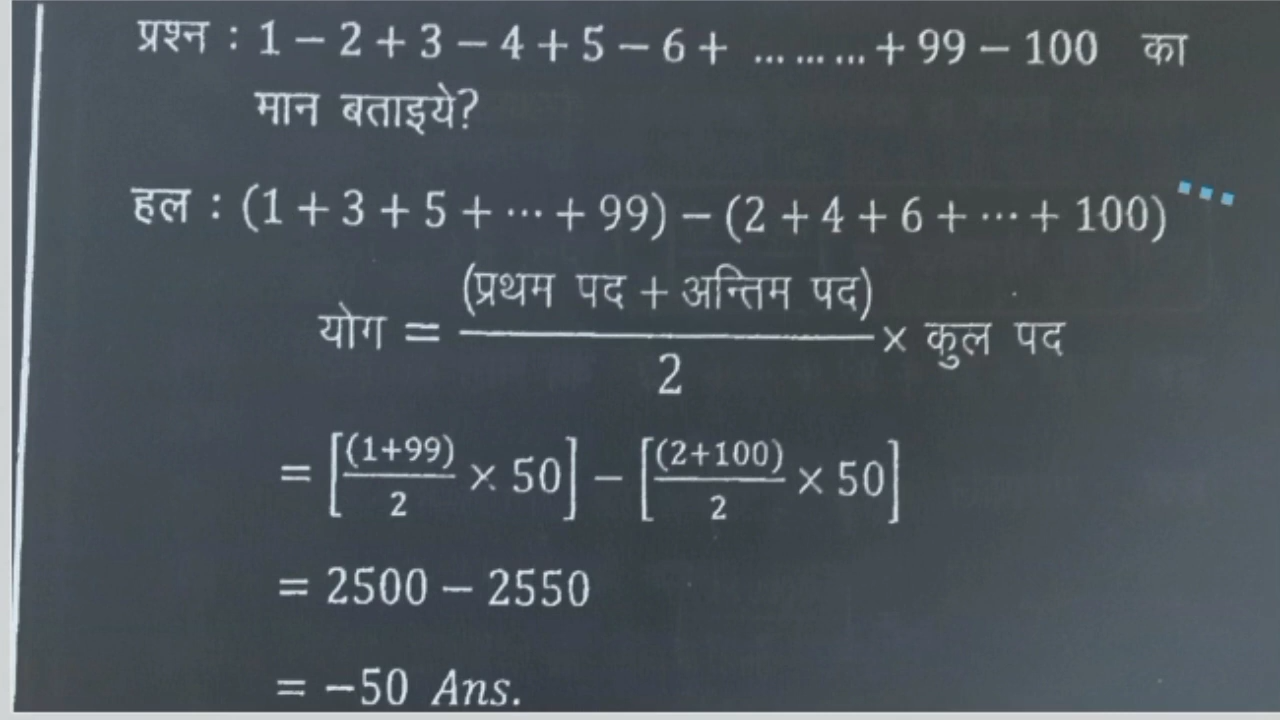 प्रश्न : 1 − 2 + 3 − 4 + 5 − 6 + ……… + 99 − 100 का
मान बताइये?
हल : (1 + 3 + 5 + ⋯ + 99) − (2 + 4 + 6 + ⋯ + 100)
योग = (प्रथम पद + अन्तिम पद)/2 × कुल पद
= [(1+99)/2 × 50] − [(2+100)/2 × 50]
= 2500 − 2550
= −50 Ans.